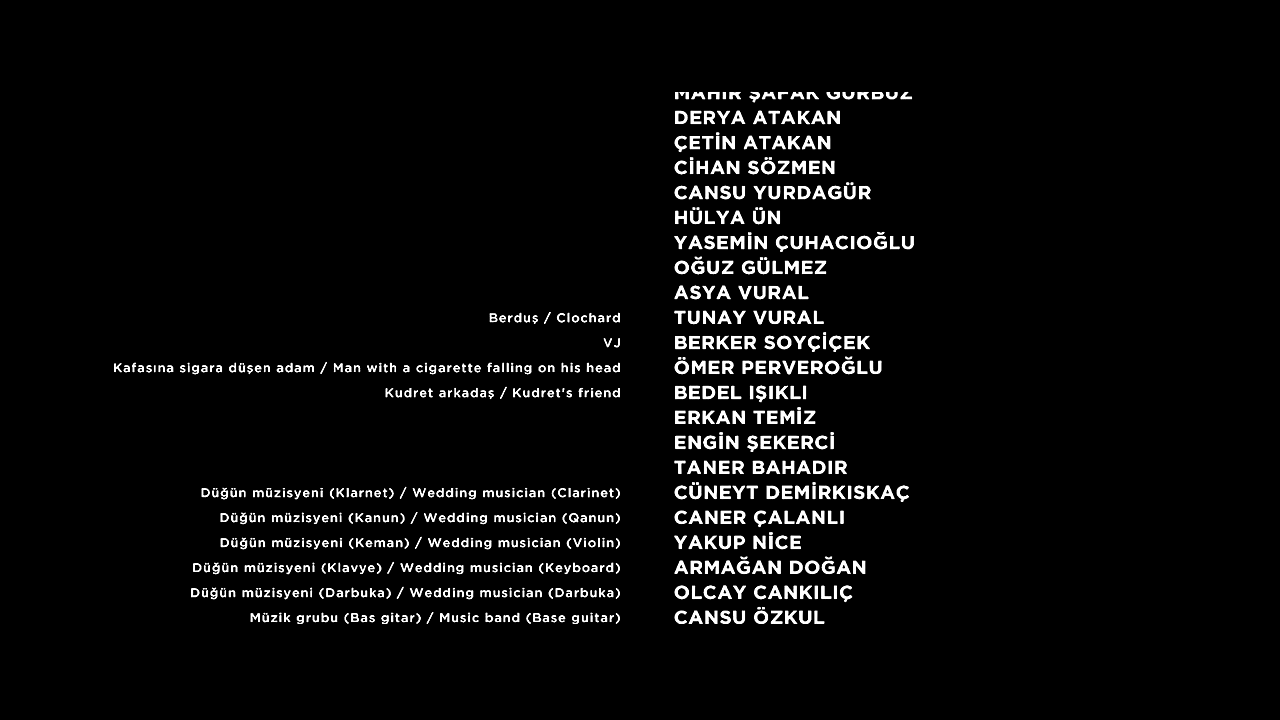 MAHİR ŞAFAK GÜRBÜZ
DERYA ATAKAN
ÇETİN ATAKAN
CİHAN SÖZMEN
CANSU YURDAGÜR
HÜLYA ÜN
YASEMİN ÇUHACIOĞLU
OĞUZ GÜLMEZ
ASYA VURAL
Berduş / Clochard TUNAY VURAL
VJ BERKER SOYÇİÇEK
Kafasına sigara düşen adam / Man with a cigarette falling on his head ÖMER PERVEROĞLU
Kudret arkadaş / Kudret's friend BEDEL IŞIKLI
ERKAN TEMİZ
ENGİN ŞEKERCİ
TANER BAHADIR
Düğün müzisyeni (Klarnet) / Wedding musician (Clarinet) CÜNEYT DEMİRKISKAÇ
Düğün müzisyeni (Kanun) / Wedding musician (Qanun) CANER ÇALANLI
Düğün müzisyeni (Keman) / Wedding musician (Violin) YAKUP NİCE
Düğün müzisyeni (Klavye) / Wedding musician (Keyboard) ARMAĞAN DOĞAN
Düğün müzisyeni (Darbuka) / Wedding musician (Darbuka) OLCAY CANKILIÇ
Müzik grubu (Bas gitar) / Music band (Base guitar) CANSU ÖZKUL